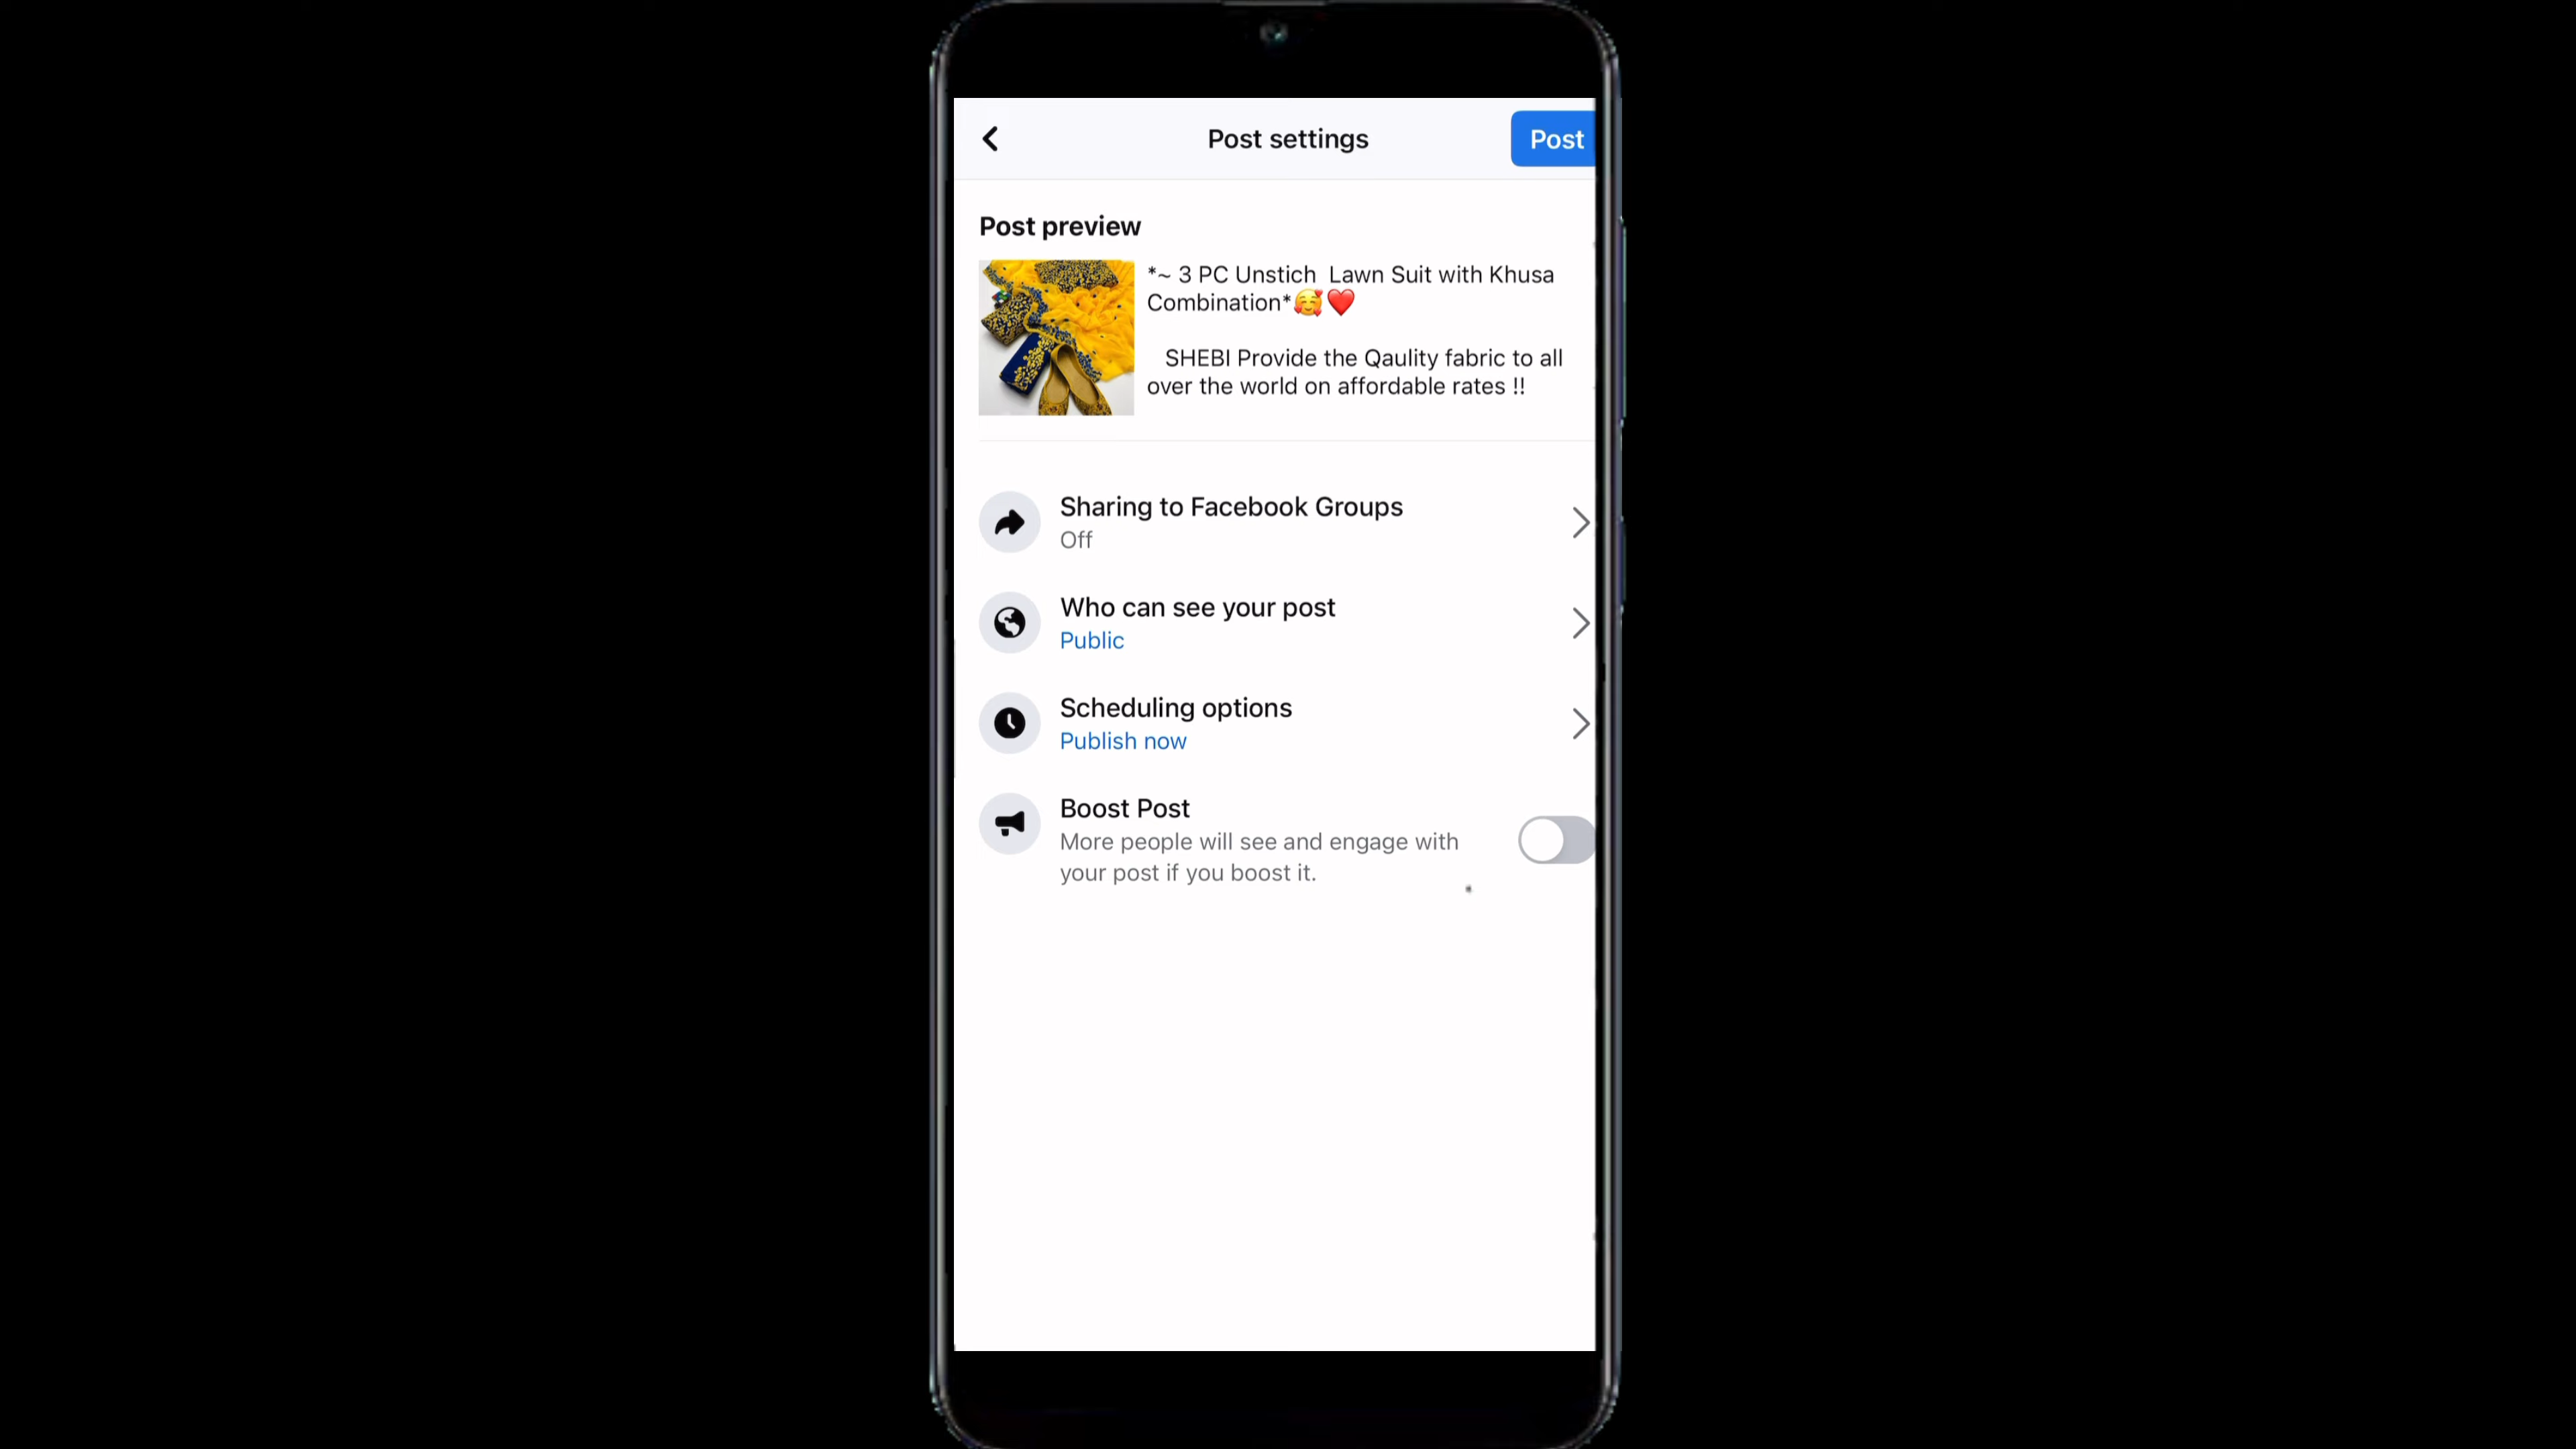 Post settings
Post
Post preview
*~ 3 PC Unstich  Lawn Suit with Khusa
Combination*🥰❤️
SHEBI Provide the Qaulity fabric to all
over the world on affordable rates !!
Sharing to Facebook Groups
Off
Who can see your post
Public
Scheduling options
Publish now
Boost Post
More people will see and engage with
your post if you boost it.